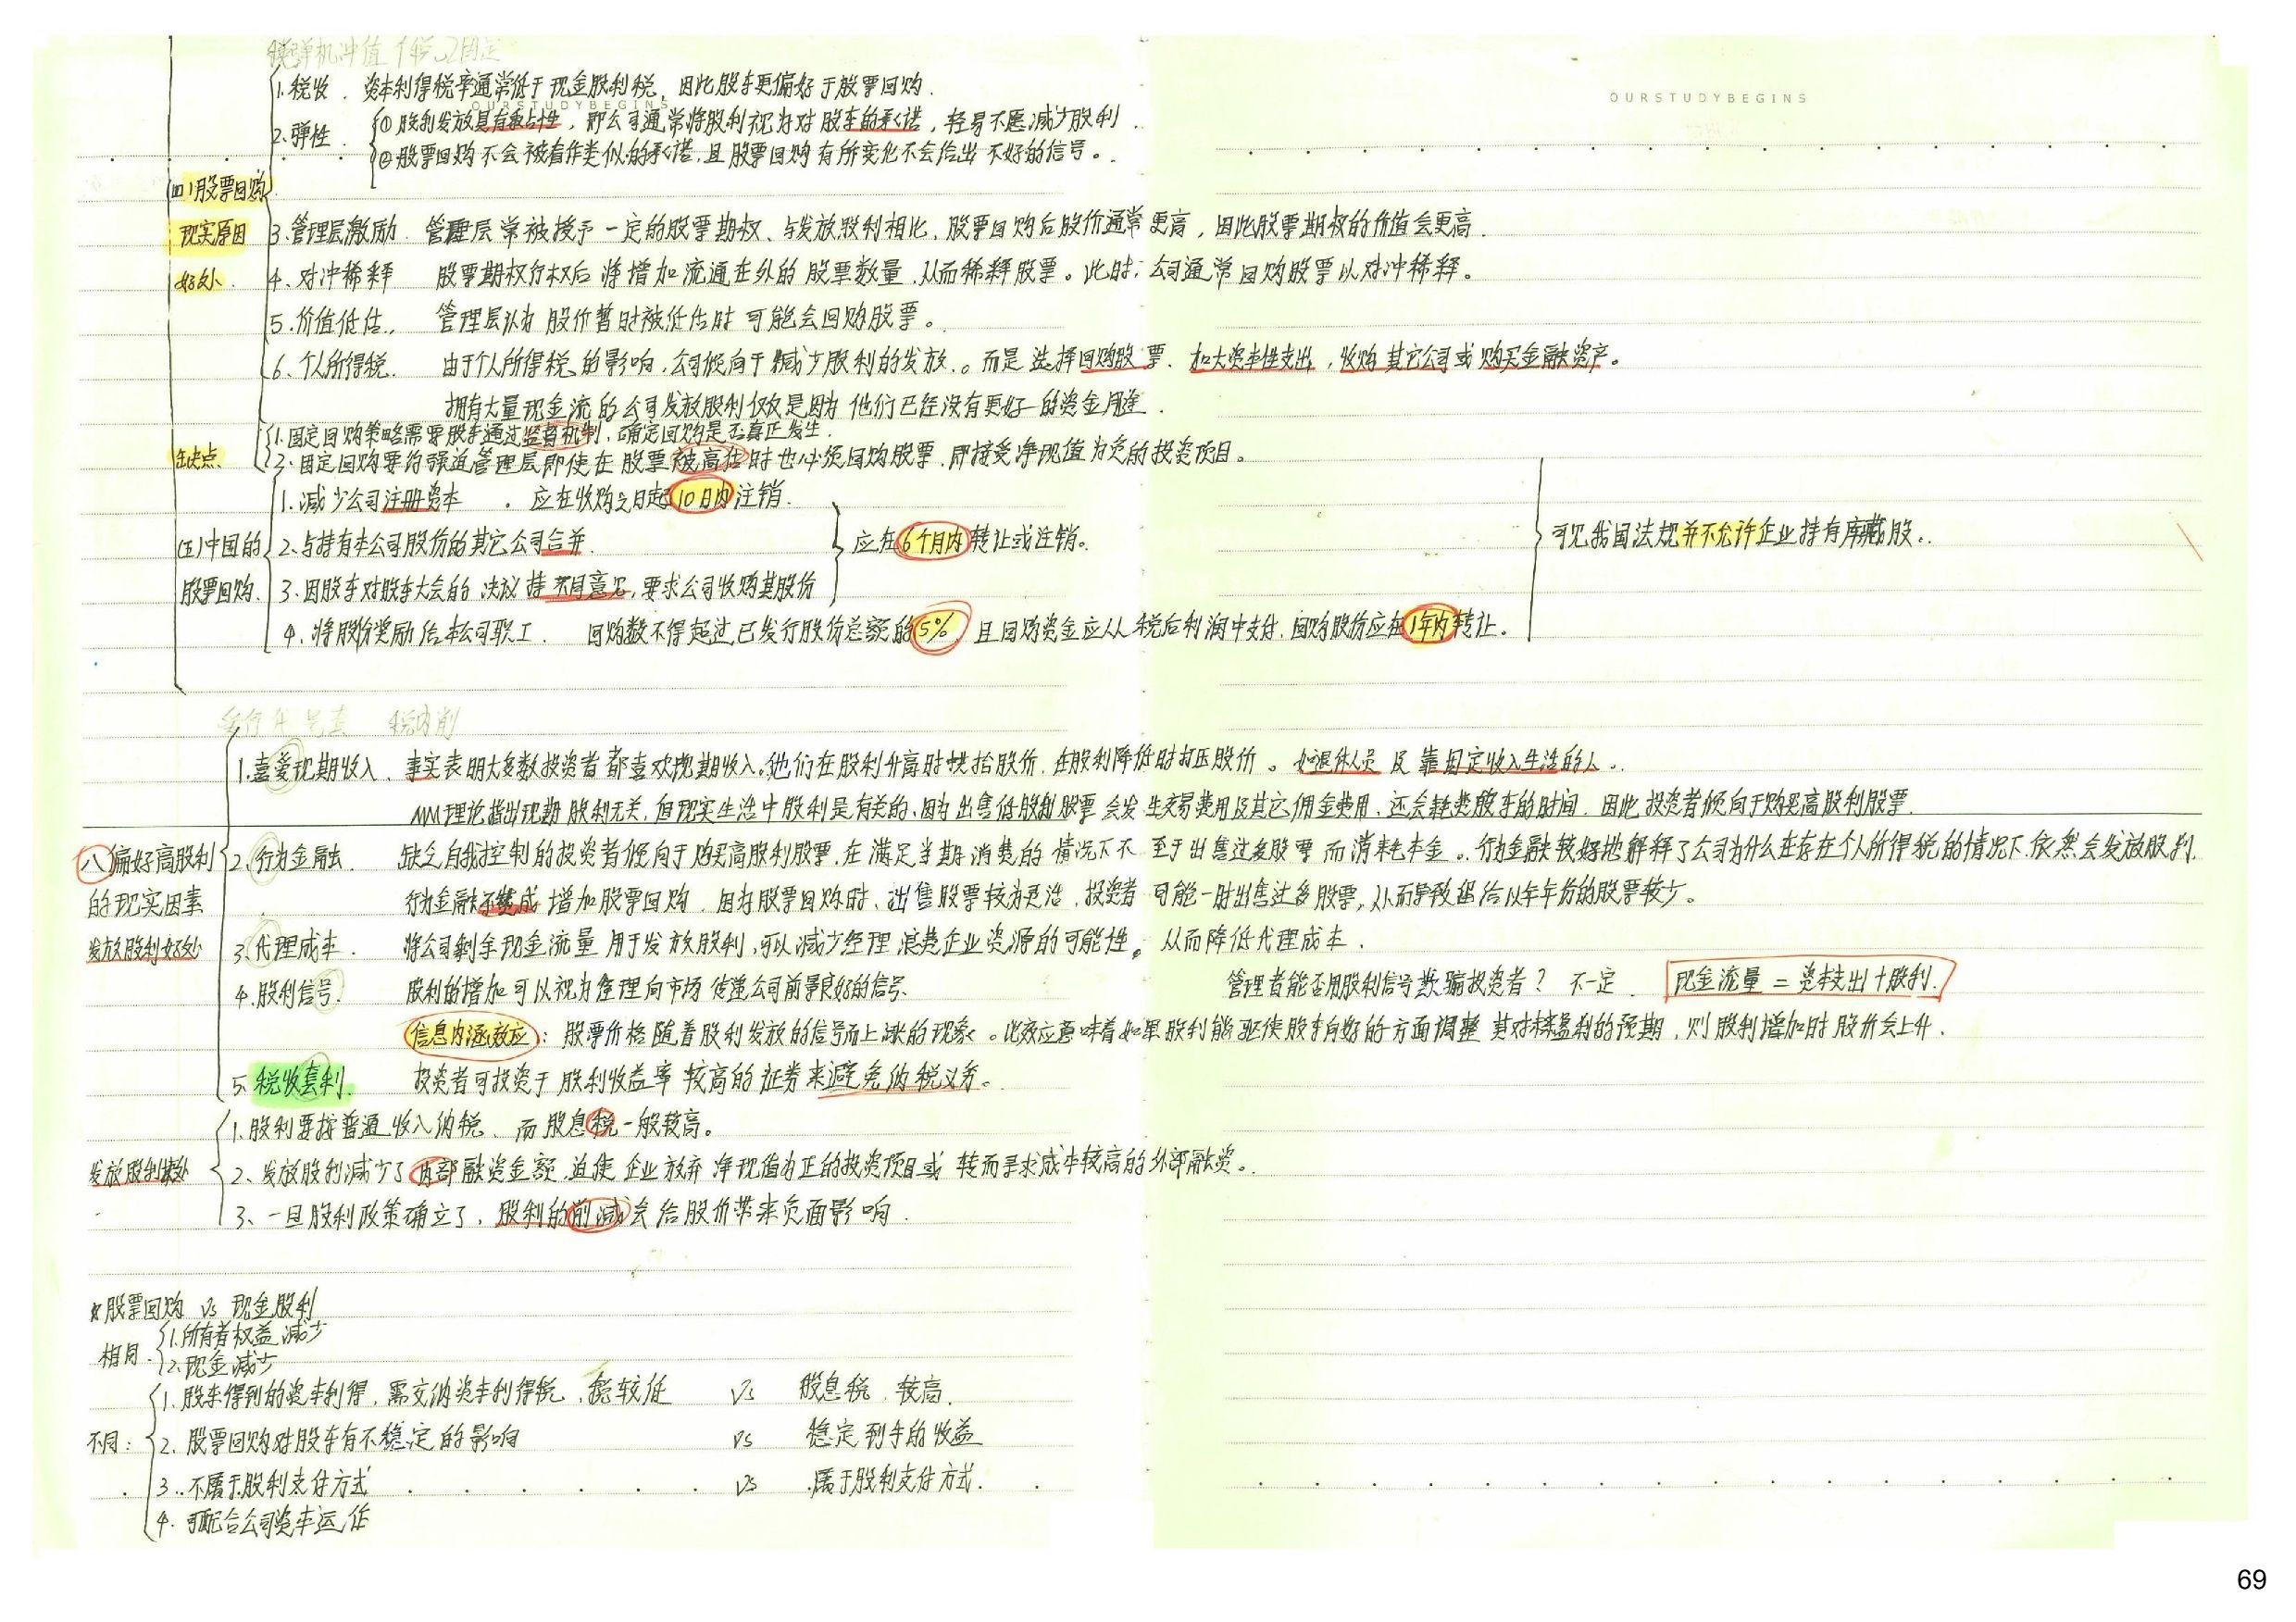 OURSTUDYBEGINS
OURSTUDYBEGINS
1. 税收. 资本利得税率通常低于现金股利税，因此股东更偏好于股票回购.
2. 弹性. ①股利发放具有黏占性，即公司通常将股利视为对股东的承诺，轻易不愿减少股利.
②股票回购不会被看作类似的承诺，且股票回购有所变化不会给出不好的信号。
(四)股票回购
现实原因
好处.
3. 管理层激励. 管理层常被授予一定的股票期权、与发放股利相比，股票回购后股价通常更高，因此股票期权的价值会更高.
4. 对冲稀释 股票期权行权后将增加流通在外的股票数量，从而稀释股票。此时，公司通常回购股票以对冲稀释。
5. 价值低估. 管理层认为股价暂时被低估时可能会回购股票。
6. 个人所得税. 由于个人所得税的影响，公司倾向于减少股利的发放。而是选择回购股票、加大资本性支出，收购其它公司或购买金融资产。
拥有大量现金流的公司发放股利仅仅是因为他们已经没有更好的资金用途.
缺点.
1. 固定回购策略需要股东通过监督机制，确定回购是否真正发生.
2. 固定回购要约强迫管理层即使在股票被高估时也必须回购股票，即接受净现值为负的投资项目。
(五)中国的
股票回购.
1. 减少公司注册资本. 应在收购之日起10日内注销.
2. 与持有本公司股份的其它公司合并.
3. 因股东对股东大会的决议持不同意见，要求公司收购其股份
应在6个月内转让或注销。
4. 将股份奖励给本公司职工. 回购数不得超过已发行股份总额的5%，且回购资金应从税后利润中支付，回购股份应在1年内转让.
可见我国法规并不允许企业持有库藏股.
八偏好高股利
的现实因素
发放股利好处
1. 喜爱现期收入、事实表明大多数投资者都喜欢现期收入，他们在股利升高时哄抬股价，在股利降低时打压股价。如退休人员及靠固定收入生活的人.
MM理论指出现期股利无关，但现实生活中股利是有关的，因为出售低股利股票会发生交易费用及其它佣金费用，还会耗费股东的时间. 因此投资者倾向于购买高股利股票.
2. 行为金融. 缺乏自我控制的投资者倾向于购买高股利股票，在满足当期消费的情况下不至于出售过多股票而消耗本金。行为金融较好地解释了公司为什么在存在个人所得税的情况下，依然会发放股利.
行为金融不赞成增加股票回购，因为股票回购时，出售股票较为灵活，投资者可能一时出售过多股票，从而导致留给以年年份的股票较少。
3. 代理成本. 将公司剩余现金流量用于发放股利，可以减少经理浪费企业资源的可能性。从而降低代理成本.
4. 股利信号. 股利的增加可以视为管理向市场传递公司前景良好的信号.
管理者能否用股利信号欺骗投资者？ 不一定. 现金流量=资本支出+股利.
信息内涵效应: 股票价格随着股利发放的信号而上涨的现象。此效应意味着如果股利能驱使股东向好的方面调整其对未来盈利的预期，则股利增加时股价会上升.
5. 税收套利. 投资者可投资于股利收益率较高的证券来避免纳税义务。
发放股利坏处
1. 股利要按普通收入纳税、而股息税一般较高。
2. 发放股利减少了内部融资金额，迫使企业放弃净现值为正的投资项目或转而寻求成本较高的外部融资。
3. 一旦股利政策确立了，股利的削减会给股价带来负面影响.
*股票回购 vs 现金股利
相同.
1. 所有者权益减少
2. 现金减少
不同:
1. 股东得到的资本利得，需交纳资本利得税，税较低 vs 股息税. 较高.
2. 股票回购对股东有不稳定的影响 vs 稳定到手的收益
3. 不属于股利支付方式 vs 属于股利支付方式.
4. 可配合公司资本运作
69